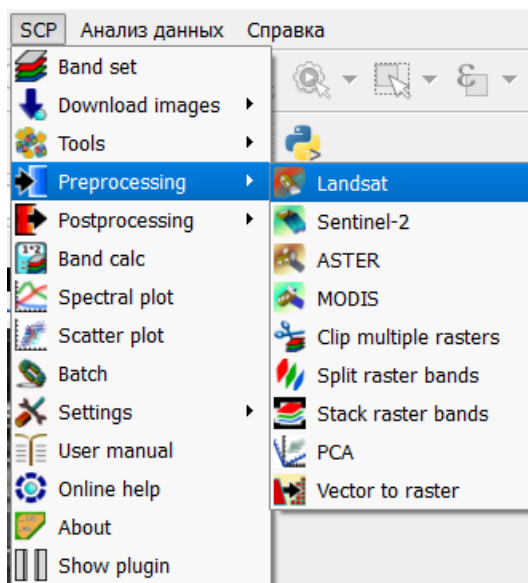 SCP Анализ данных Справка
Band set
Download images
Tools
Preprocessing
Postprocessing
Band calc
Spectral plot
Scatter plot
Batch
Settings
User manual
Online help
About
Show plugin
Landsat
Sentinel-2
ASTER
MODIS
Clip multiple rasters
Split raster bands
Stack raster bands
PCA
Vector to raster